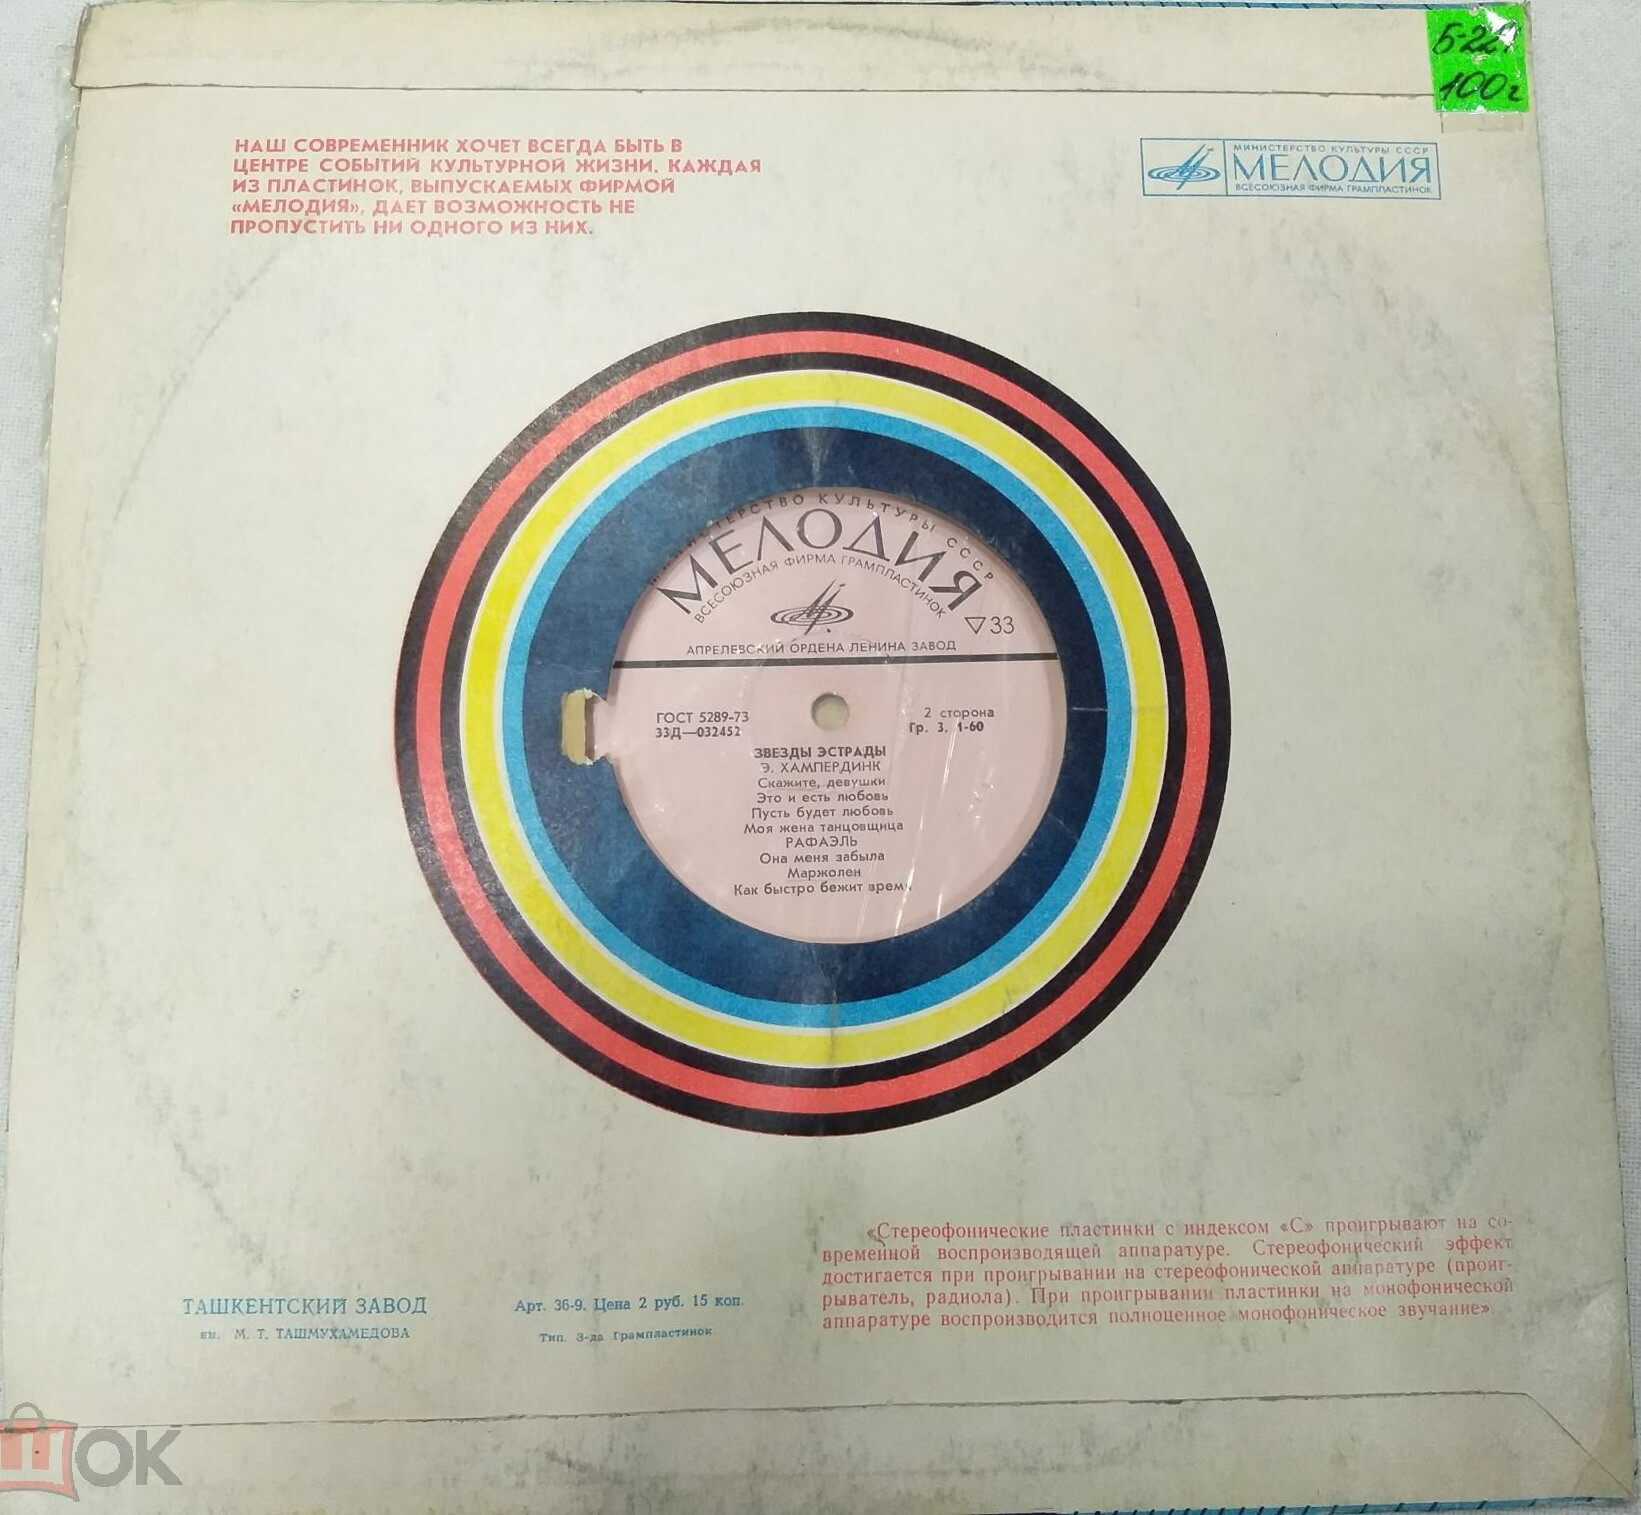 Б-22
100г
НАШ СОВРЕМЕННИК ХОЧЕТ ВСЕГДА БЫТЬ В
ЦЕНТРЕ СОБЫТИЙ КУЛЬТУРНОЙ ЖИЗНИ. КАЖДАЯ
ИЗ ПЛАСТИНОК, ВЫПУСКАЕМЫХ ФИРМОЙ
«МЕЛОДИЯ», ДАЕТ ВОЗМОЖНОСТЬ НЕ
ПРОПУСТИТЬ НИ ОДНОГО ИЗ НИХ.
МИНИСТЕРСТВО КУЛЬТУРЫ СССР
МЕЛОДИЯ
ВСЕСОЮЗНАЯ ФИРМА ГРАМПЛАСТИНОК
ТЕРСТВО КУЛЬТУРЫ СССР
МЕЛОДИЯ
ВСЕСОЮЗНАЯ ФИРМА ГРАМПЛАСТИНОК
33
АПРЕЛЕВСКИЙ ОРДЕНА ЛЕНИНА ЗАВОД
ГОСТ 5289-73
33Д—032452
2 сторона
Гр. 3. 1-60
ЗВЕЗДЫ ЭСТРАДЫ
Э. ХАМПЕРДИНК
Скажите, девушки
Это и есть любовь
Пусть будет любовь
Моя жена танцовщица
РАФАЭЛЬ
Она меня забыла
Маржолен
Как быстро бежит время
«Стереофонические пластинки с индексом «С» проигрывают на со-
временной воспроизводящей аппаратуре. Стереофонический эффект
достигается при проигрывании на стереофонической аппаратуре (проиг-
рыватель, радиола). При проигрывании пластинки на монофонической
аппаратуре воспроизводится полноценное монофоническое звучание».
ТАШКЕНТСКИЙ ЗАВОД
им. М. Т. ТАШМУХАМЕДОВА
Арт. 36-9. Цена 2 руб. 15 коп.
Тип. З-да Грампластинок
ШОК